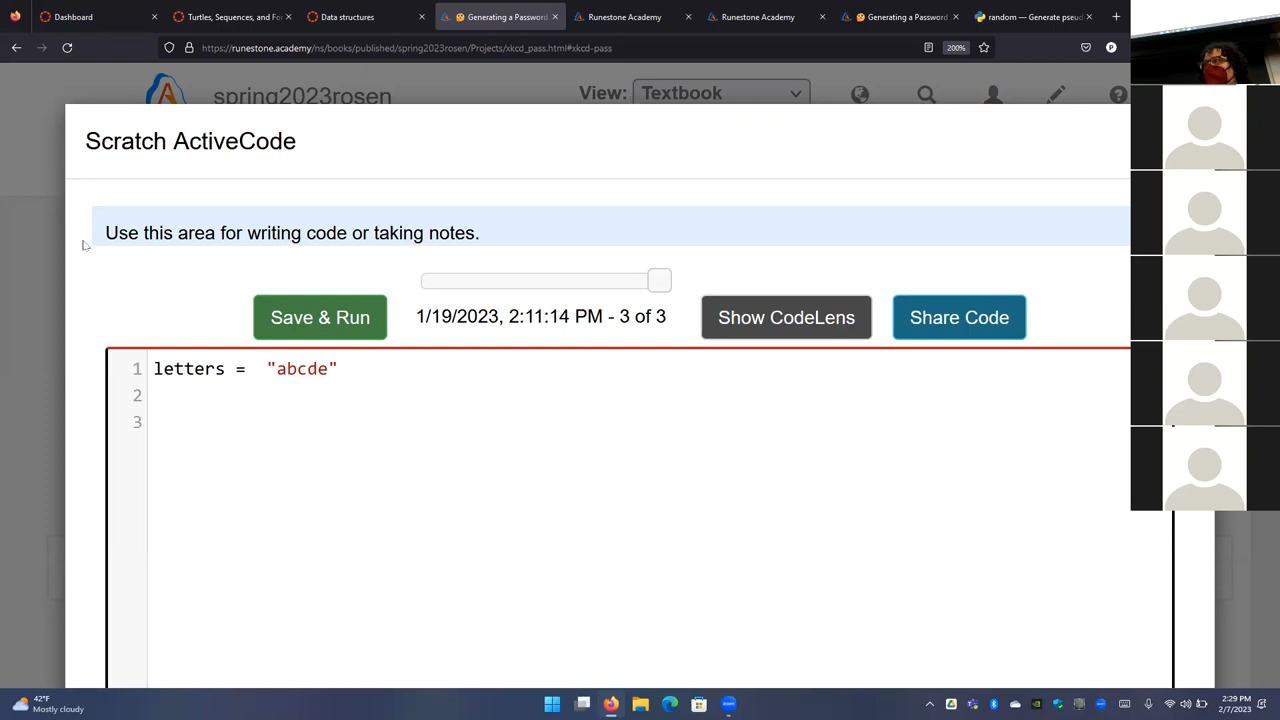 Dashboard
Turtles, Sequences, and For
Data structures
Generating a Password
Runestone Academy
Runestone Academy
Generating a Password
random — Generate pseud
https://runestone.academy/ns/books/published/spring2023rosen/Projects/xkcd_pass.html#xkcd-pass
200%
spring2023rosen
View:
Textbook
Scratch ActiveCode
Use this area for writing code or taking notes.
Save & Run
1/19/2023, 2:11:14 PM - 3 of 3
Show CodeLens
Share Code
1 letters =  "abcde"
2
3
42°F
Mostly cloudy
2:29 PM
2/7/2023